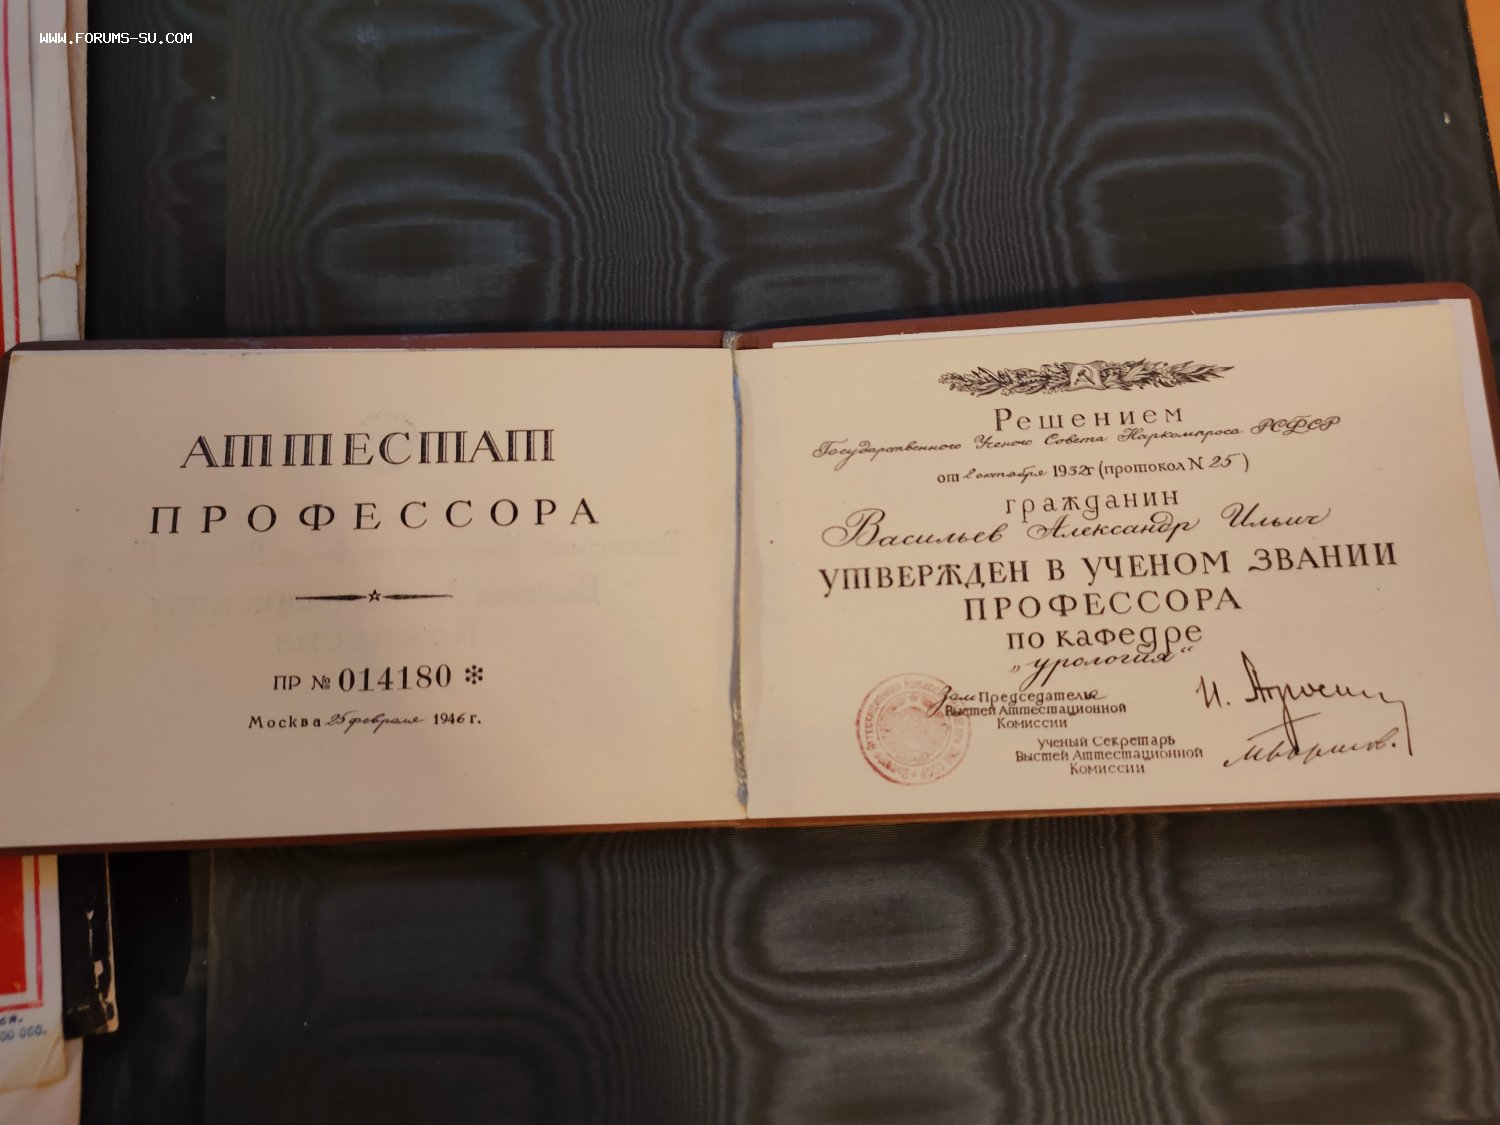 WWW.FORUMS-SU.COM
АТТЕСТАТ
ПРОФЕССОРА
ПР № 014180 *
Москва 25 февраля 1946 г.
Решением
Государственного Ученого Совета Наркомпроса РСФСР
от 2 октября 1932г (протокол N 25)
гражданин
Васильев Александр Ильич
УТВЕРЖДЕН В УЧЕНОМ ЗВАНИИ
ПРОФЕССОРА
по кафедре
„урология“
Зам Председателя
Высшей Аттестационной
Комиссии
Ученый Секретарь
Высшей Аттестационной
Комиссии